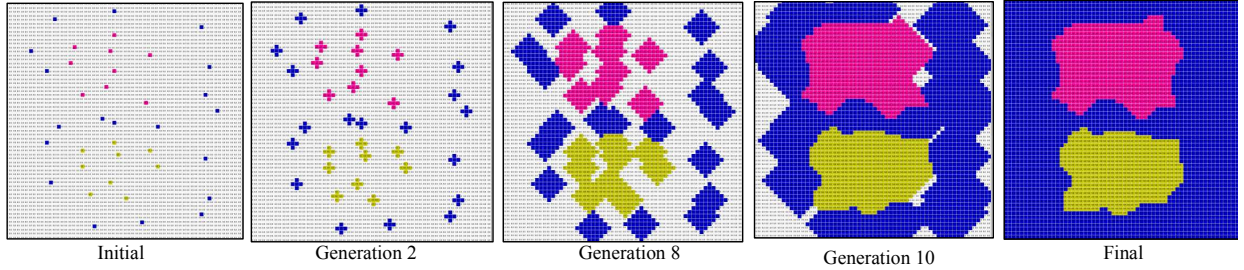 Initial
Generation 2
Generation 8
Generation 10
Final